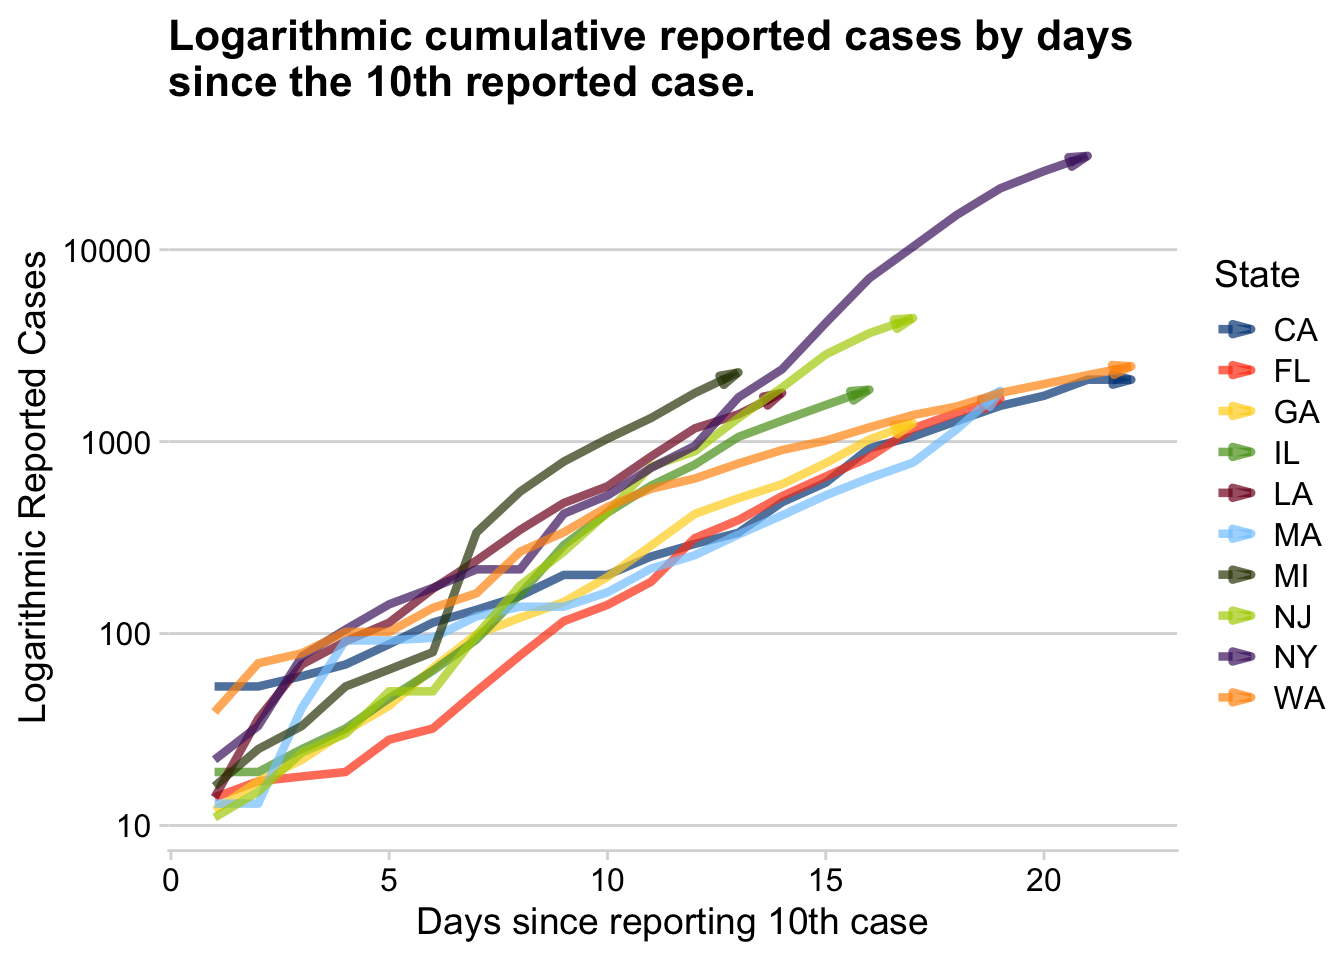 Logarithmic cumulative reported cases by days
since the 10th reported case.
Logarithmic Reported Cases
10000
1000
100
10
0
5
10
15
20
Days since reporting 10th case
State
CA
FL
GA
IL
LA
MA
MI
NJ
NY
WA